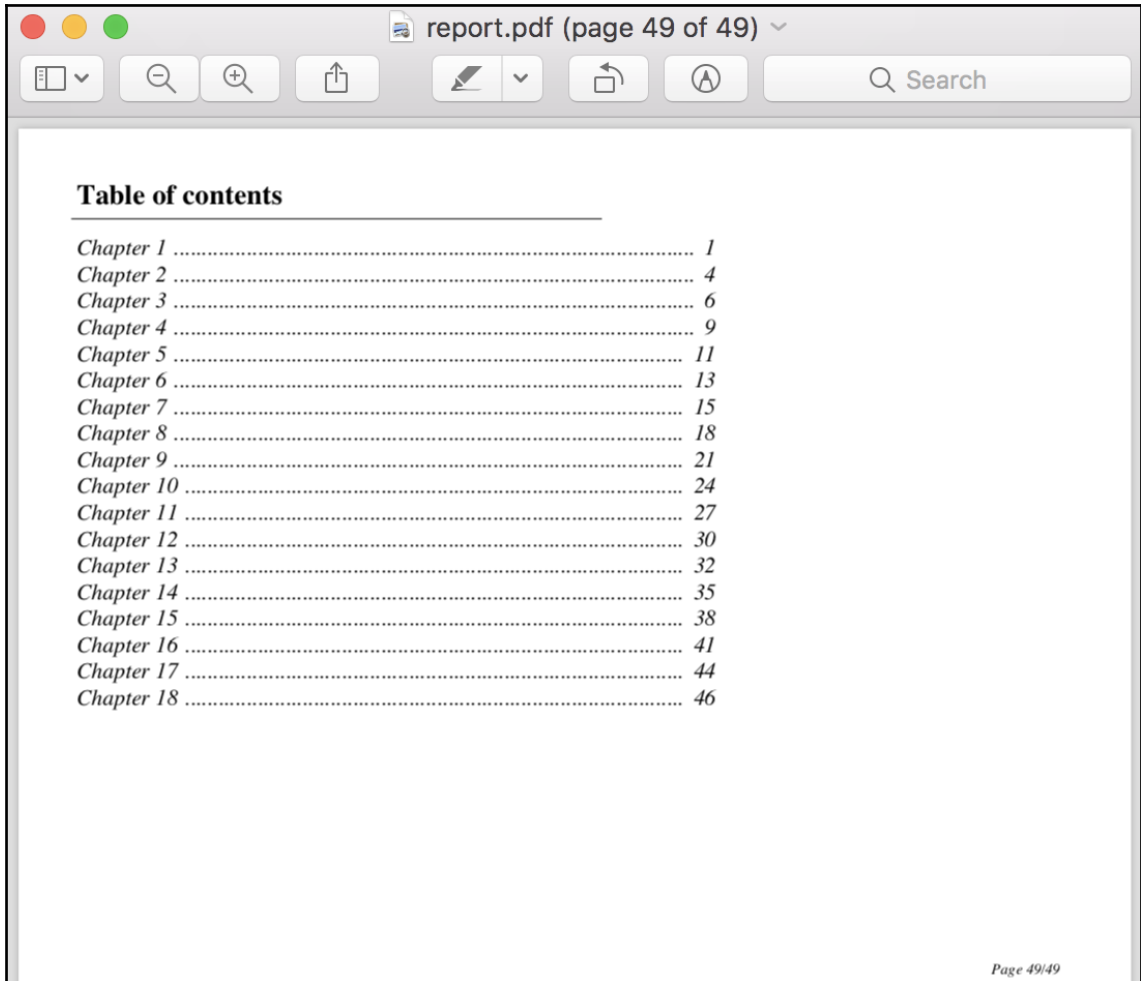 report.pdf (page 49 of 49)
Search
Table of contents
Chapter 1 ............................................................................................ 1
Chapter 2 ............................................................................................ 4
Chapter 3 ............................................................................................ 6
Chapter 4 ............................................................................................ 9
Chapter 5 .......................................................................................... 11
Chapter 6 .......................................................................................... 13
Chapter 7 .......................................................................................... 15
Chapter 8 .......................................................................................... 18
Chapter 9 .......................................................................................... 21
Chapter 10 ........................................................................................ 24
Chapter 11 ........................................................................................ 27
Chapter 12 ........................................................................................ 30
Chapter 13 ........................................................................................ 32
Chapter 14 ........................................................................................ 35
Chapter 15 ........................................................................................ 38
Chapter 16 ........................................................................................ 41
Chapter 17 ........................................................................................ 44
Chapter 18 ........................................................................................ 46
Page 49/49